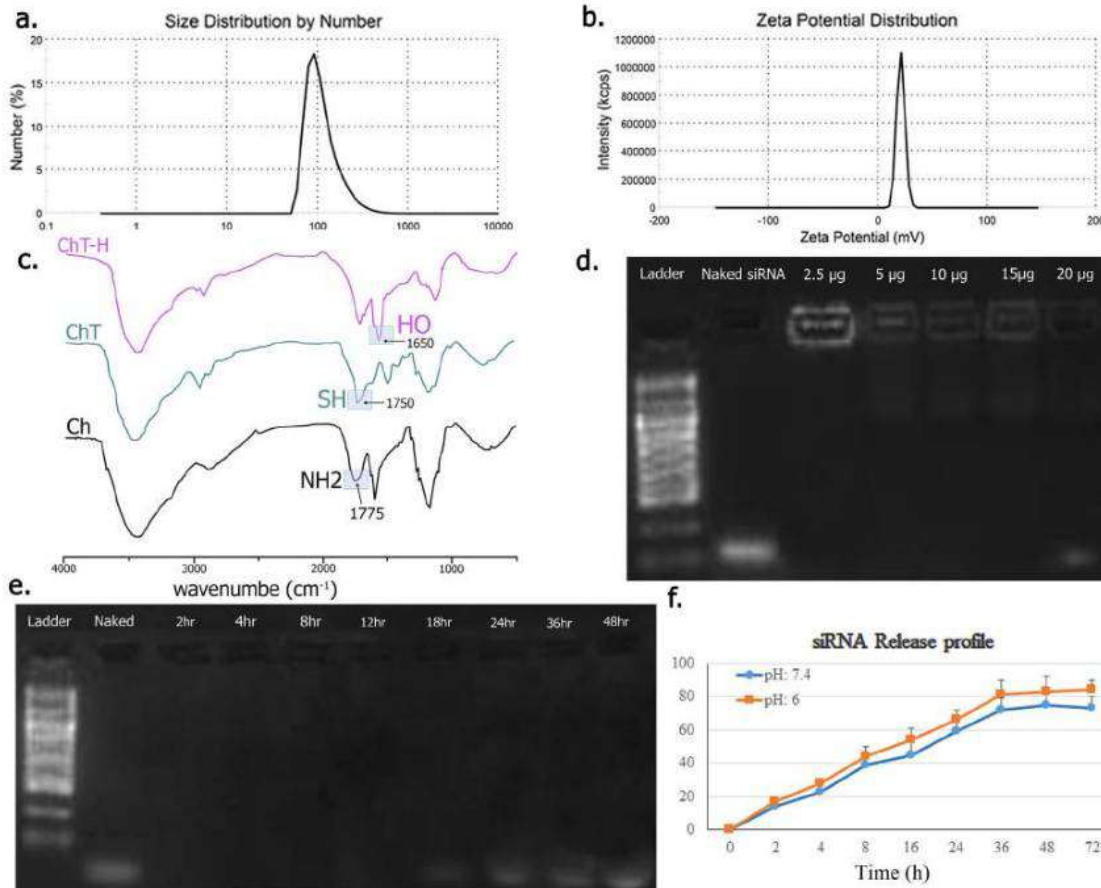 a.
Size Distribution by Number
20
15
10
5
0
Number (%)
0.1 1 10 100 1000 10000
Size (d.nm)
b.
Zeta Potential Distribution
1200000
1000000
800000
600000
400000
200000
0
Intensity (kcps)
-200 -100 0 100 200
Zeta Potential (mV)
c.
ChT-H
HO
1650
ChT
SH
1750
Ch
NH2
1775
4000 3000 2000 1000
wavenumbe (cm⁻¹)
d.
Ladder Naked siRNA 2.5 µg 5 µg 10 µg 15µg 20 µg
e.
Ladder Naked 2hr 4hr 8hr 12hr 18hr 24hr 36hr 48hr
f.
siRNA Release profile
pH: 7.4
pH: 6
100
80
60
40
20
0
0 2 4 8 16 24 36 48 72
Time (h)